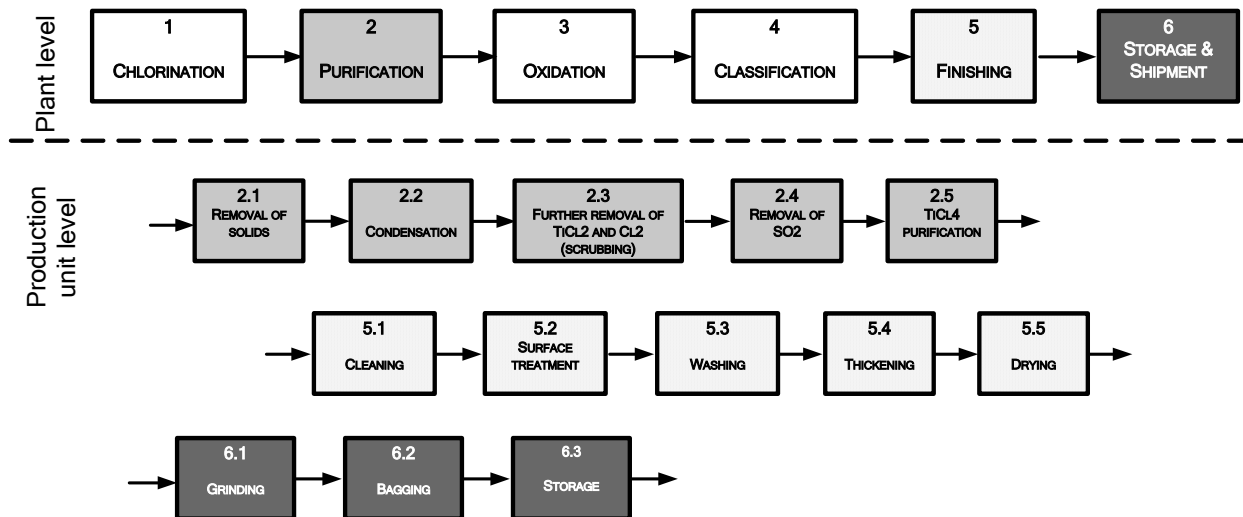 Plant level
1
CHLORINATION
2
PURIFICATION
3
OXIDATION
4
CLASSIFICATION
5
FINISHING
6
STORAGE &
SHIPMENT
Production
unit level
2.1
REMOVAL OF
SOLIDS
2.2
CONDENSATION
2.3
FURTHER REMOVAL OF
TICL2 AND CL2
(SCRUBBING)
2.4
REMOVAL OF
SO2
2.5
TICL4
PURIFICATION
5.1
CLEANING
5.2
SURFACE
TREATMENT
5.3
WASHING
5.4
THICKENING
5.5
DRYING
6.1
GRINDING
6.2
BAGGING
6.3
STORAGE